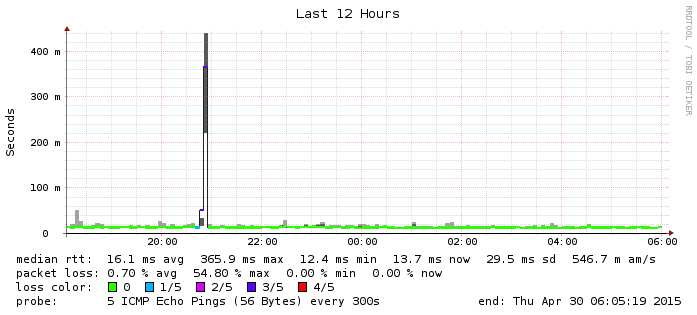 Last 12 Hours
RRDTOOL / TOBI OETIKER
Seconds
400 m
300 m
200 m
100 m
0
20:00 22:00 00:00 02:00 04:00 06:00
median rtt: 16.1 ms avg 365.9 ms max 12.4 ms min 13.7 ms now 29.5 ms sd 546.7 m am/s
packet loss: 0.70 % avg 54.80 % max 0.00 % min 0.00 % now
loss color: 0 1/5 2/5 3/5 4/5
probe: 5 ICMP Echo Pings (56 Bytes) every 300s end: Thu Apr 30 06:05:19 2015